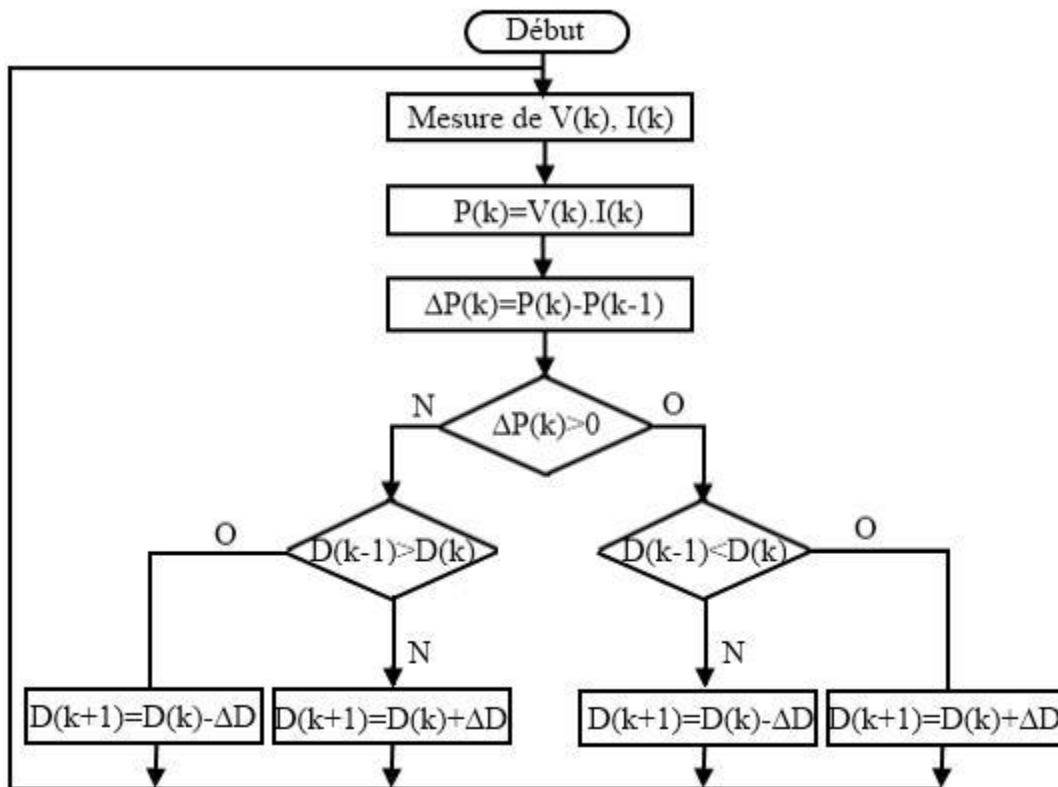 Début
Mesure de V(k), I(k)
P(k)=V(k).I(k)
ΔP(k)=P(k)-P(k-1)
N
O
ΔP(k)>0
O
D(k-1)>D(k)
D(k-1)<D(k)
O
N
N
D(k+1)=D(k)-ΔD
D(k+1)=D(k)+ΔD
D(k+1)=D(k)-ΔD
D(k+1)=D(k)+ΔD